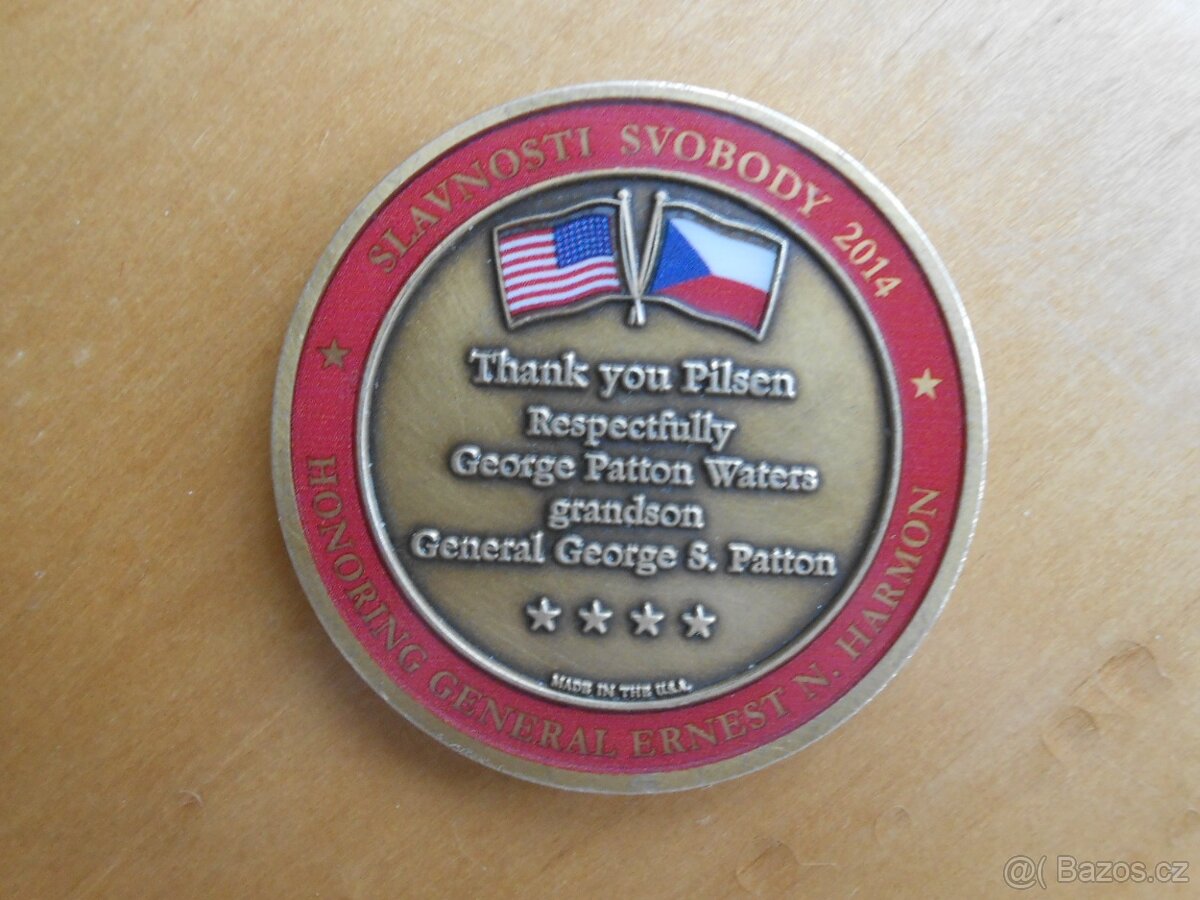 SLAVNOSTI SVOBODY 2014
Thank you Pilsen
Respectfully
George Patton Waters
grandson
General George S. Patton
MADE IN THE U.S.A.
HONORING GENERAL ERNEST N. HARMON
@( Bazos.cz